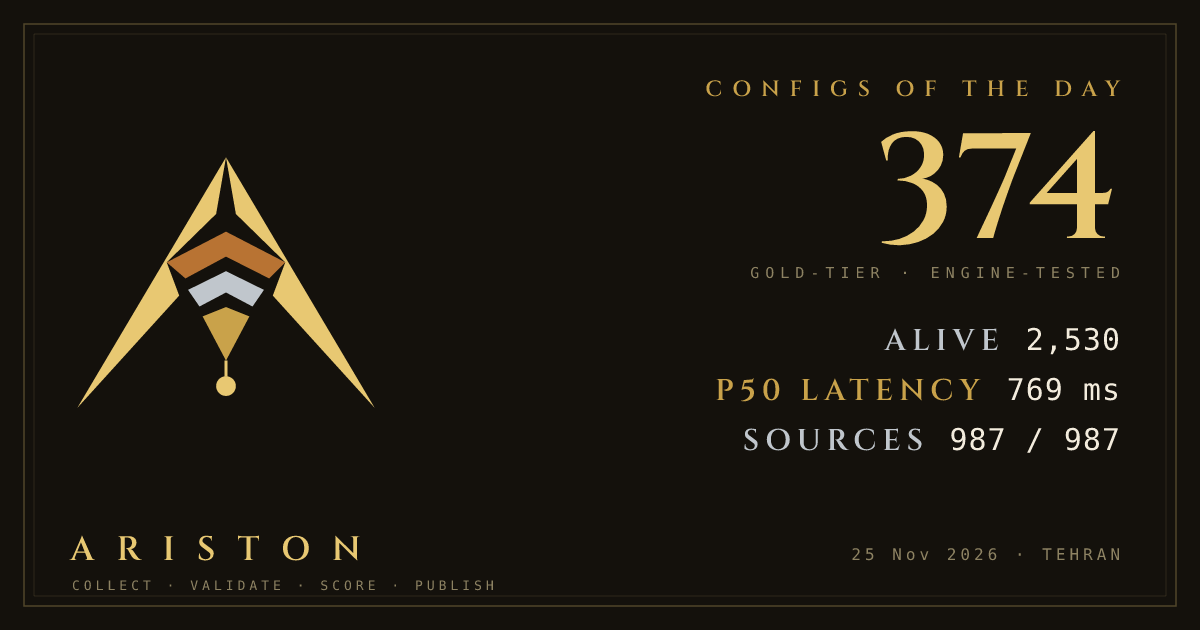 CONFIGS OF THE DAY
374
GOLD-TIER · ENGINE-TESTED
ALIVE 2,530
P50 LATENCY 769 ms
SOURCES 987 / 987
ARISTON
COLLECT · VALIDATE · SCORE · PUBLISH
25 Nov 2026 · TEHRAN